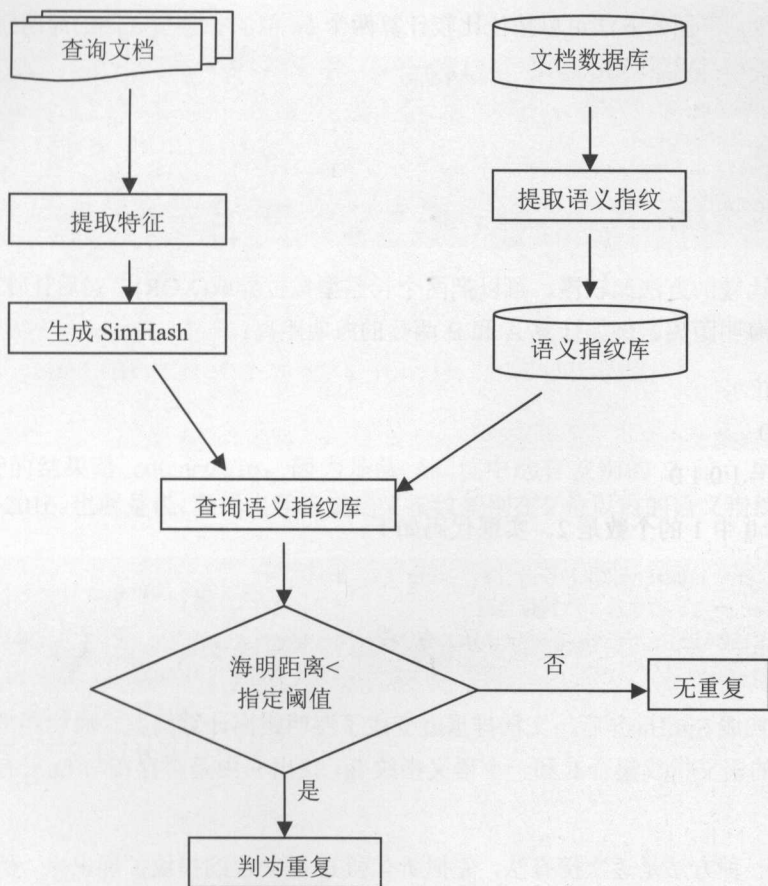 查询文档
文档数据库
提取特征
提取语义指纹
生成 SimHash
语义指纹库
查询语义指纹库
海明距离<
指定阈值
否
无重复
是
判为重复